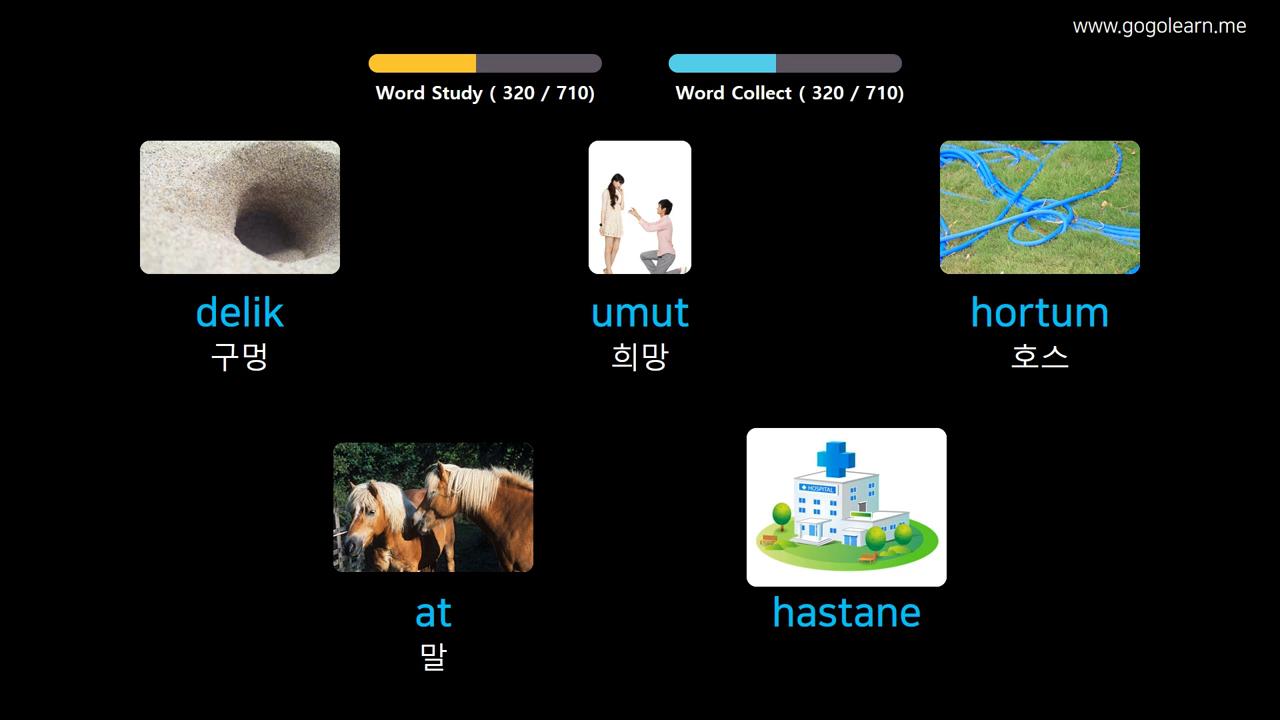 www.gogolearn.me
Word Study ( 320 / 710)
Word Collect ( 320 / 710)
delik
구멍
umut
희망
hortum
호스
at
말
HOSPITAL
hastane